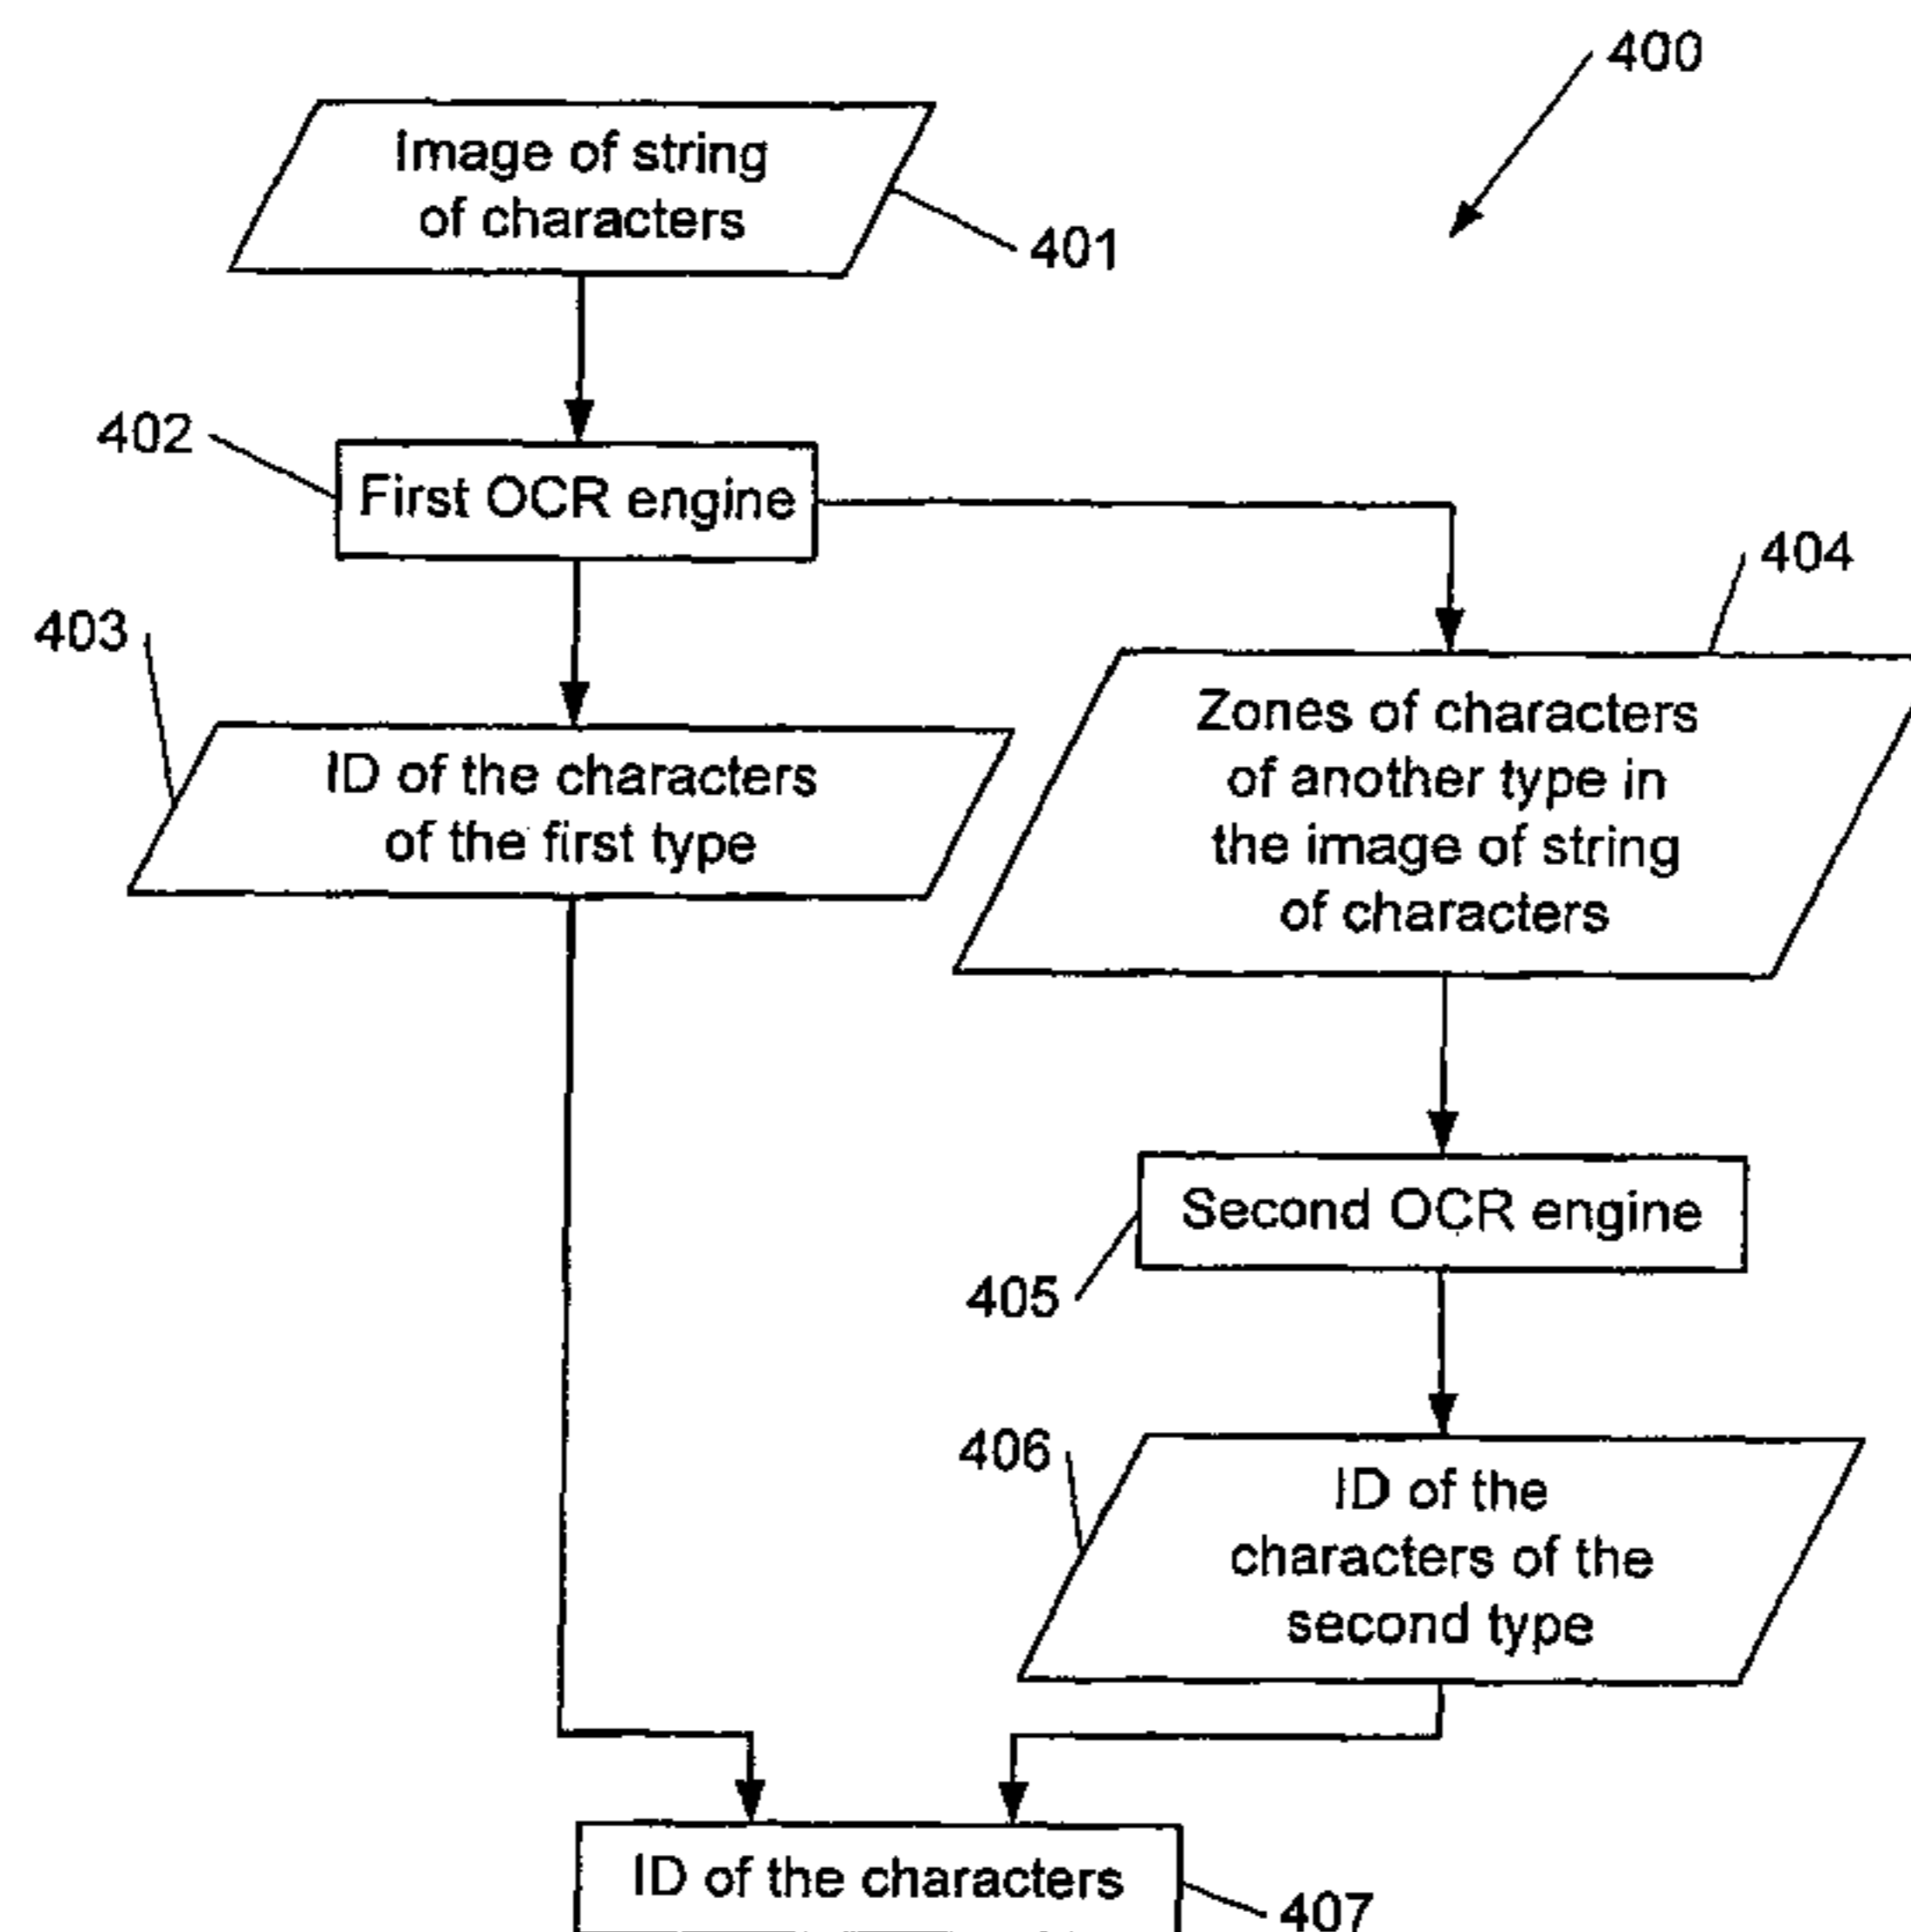 400
Image of string
of characters
401
402
First OCR engine
404
403
ID of the characters
of the first type
Zones of characters
of another type in
the image of string
of characters
Second OCR engine
405
406
ID of the
characters of the
second type
ID of the characters
407